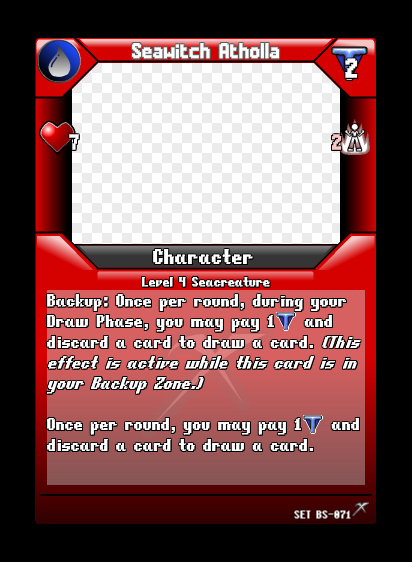 Seawitch Atholla
2
7
2
Character
Level 4 Seacreature
Backup: Once per round, during your
Draw Phase, you may pay 1 and
discard a card to draw a card. (This
effect is active while this card is in
your Backup Zone.)
Once per round, you may pay 1 and
discard a card to draw a card.
SET BS-071